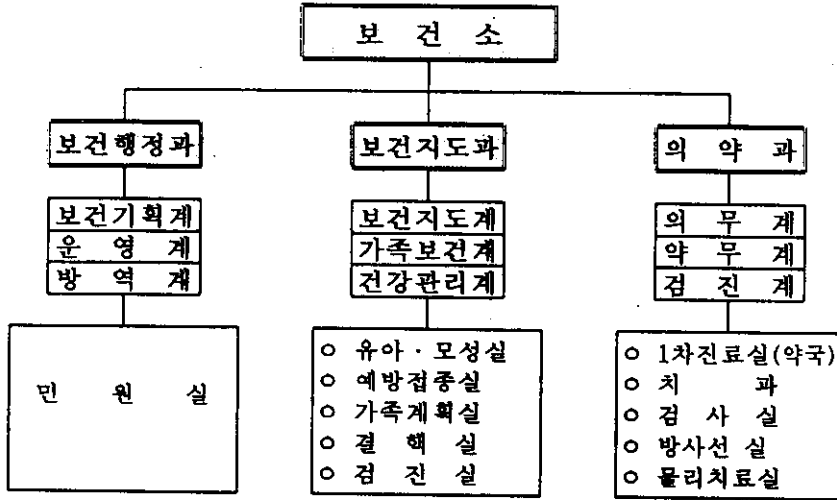 보 건 소
보건행정과
보건기획계
운 영 계
방 역 계
민 원 실
보건지도과
보건지도계
가족보건계
건강관리계
○ 유아 · 모성실
○ 예방접종실
○ 가족계획실
○ 결 핵 실
○ 검 진 실
의 약 과
의 무 계
약 무 계
검 진 계
○ 1차진료실(약국)
○ 치 과
○ 검 사 실
○ 방사선 실
○ 물리치료실